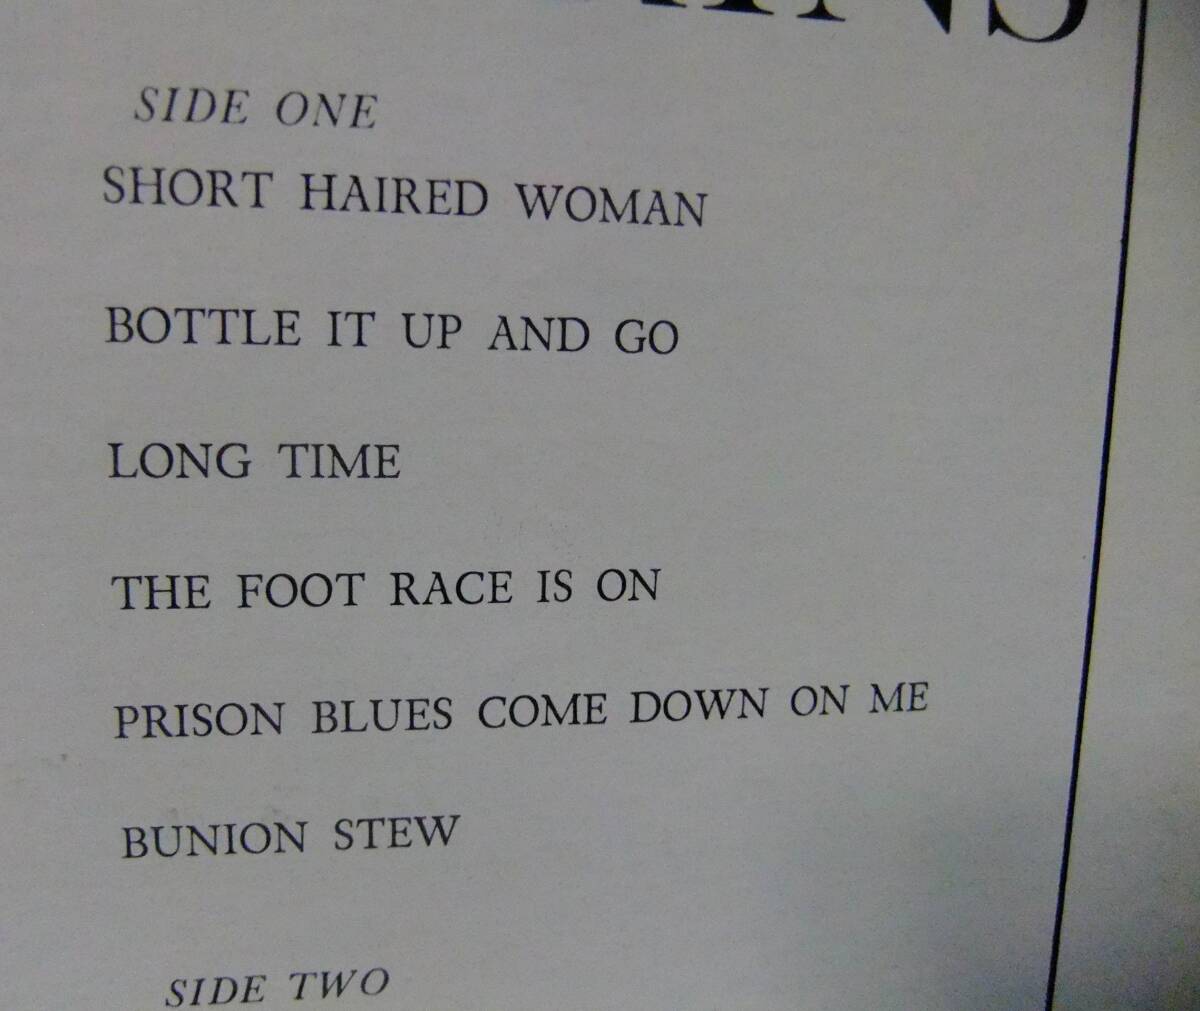 SIDE ONE
SHORT HAIRED WOMAN
BOTTLE IT UP AND GO
LONG TIME
THE FOOT RACE IS ON
PRISON BLUES COME DOWN ON ME
BUNION STEW
SIDE TWO